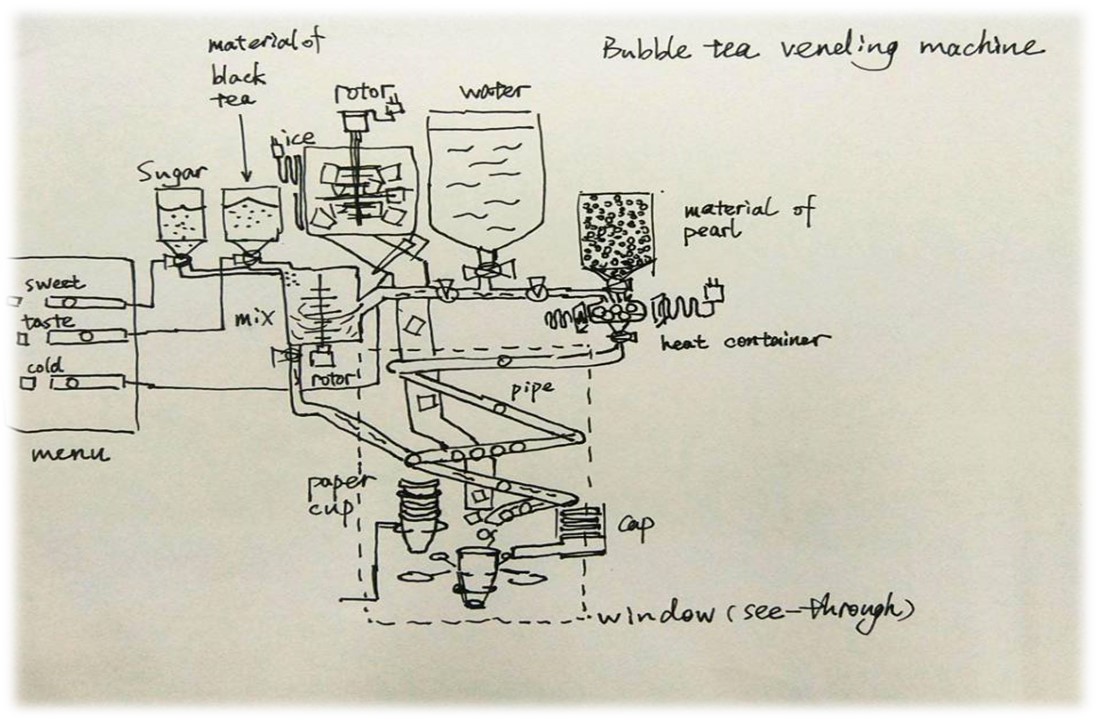 Bubble tea vending machine
material of
black
tea
rotor
water
ice
Sugar
material of
pearl
sweet
taste
mix
heat container
cold
rotor
pipe
menu
paper
cup
cap
window (see-through)